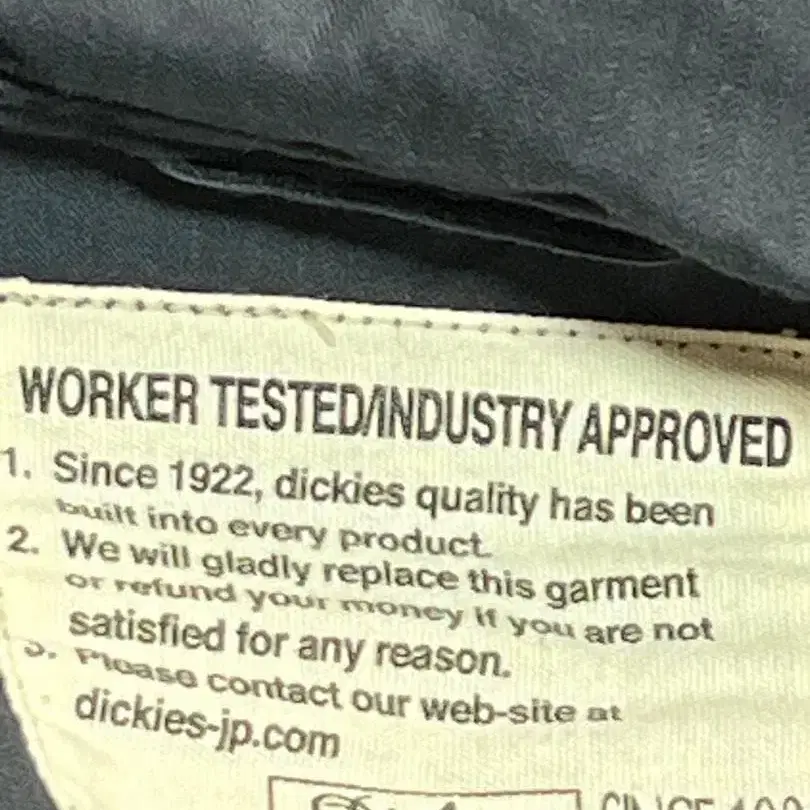 WORKER TESTED/INDUSTRY APPROVED
1. Since 1922, dickies quality has been
built into every product.
2. We will gladly replace this garment
or refund your money if you are not
satisfied for any reason.
3. Please contact our web-site at
dickies-jp.com
SINCE